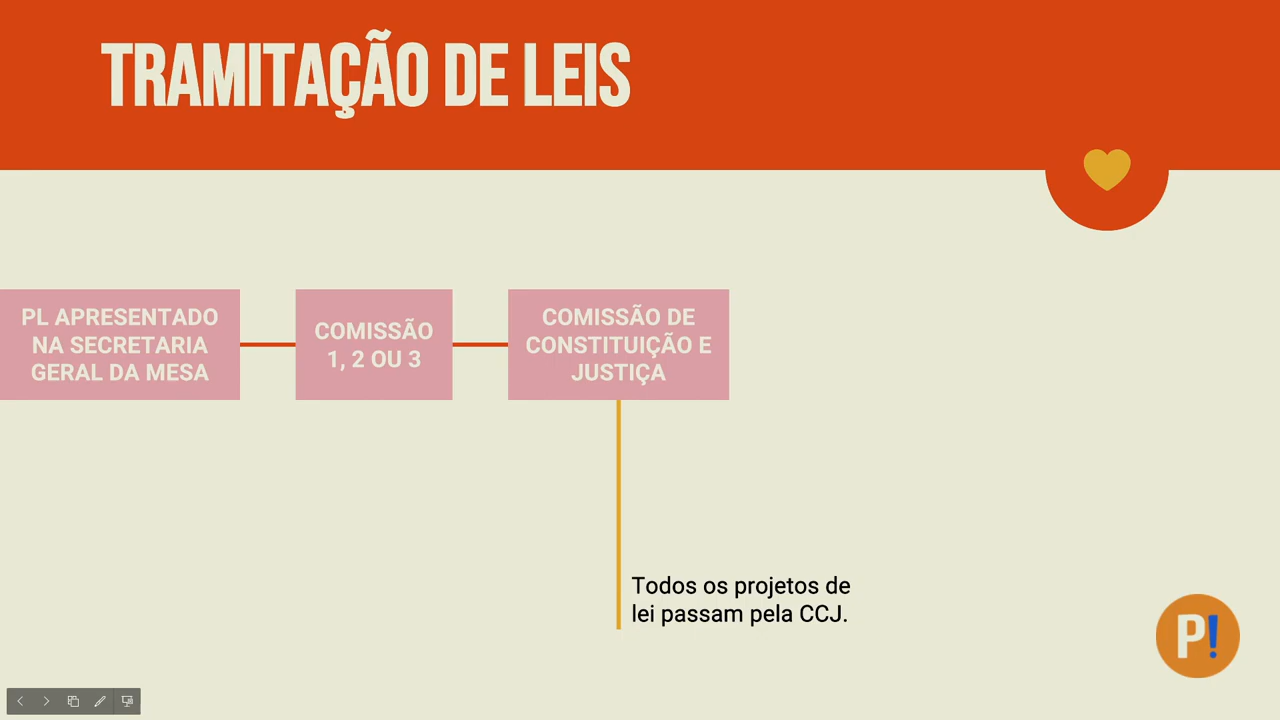 TRAMITAÇÃO DE LEIS
PL APRESENTADO
NA SECRETARIA
GERAL DA MESA
COMISSÃO
1, 2 OU 3
COMISSÃO DE
CONSTITUIÇÃO E
JUSTIÇA
Todos os projetos de
lei passam pela CCJ.
P!